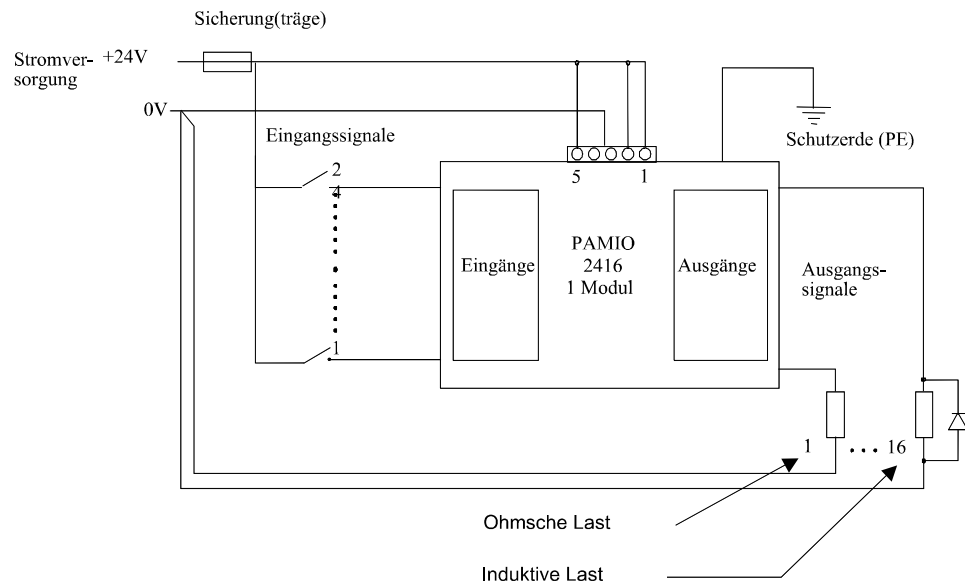 Sicherung(träge)
Stromver-
sorgung
+24V
0V
Eingangssignale
Schutzerde (PE)
2
4
5
1
PAMIO
2416
1 Modul
Eingänge
Ausgänge
Ausgangs-
signale
1
1
16
Ohmsche Last
Induktive Last